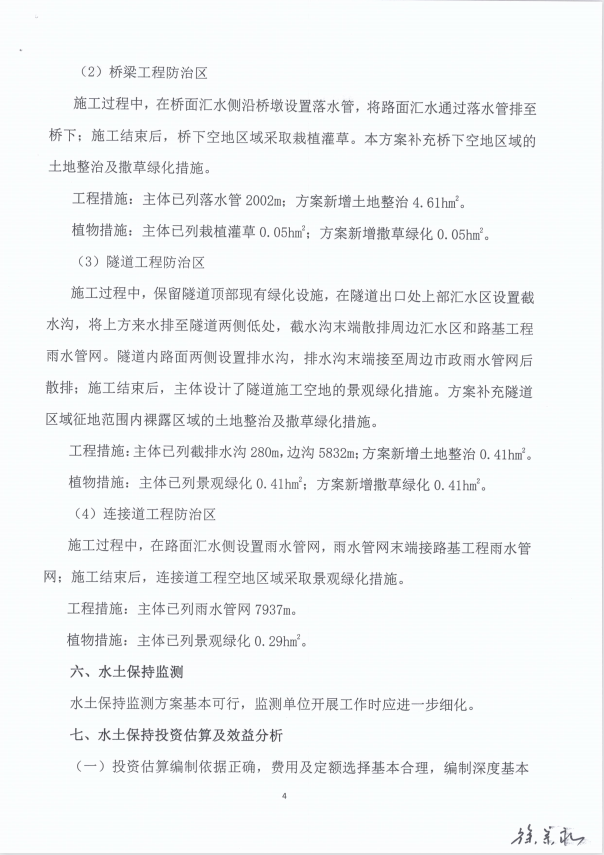 （2）桥梁工程防治区
施工过程中，在桥面汇水侧沿桥墩设置落水管，将路面汇水通过落水管排至
桥下；施工结束后，桥下空地区域采取栽植灌草。本方案补充桥下空地区域的
土地整治及撒草绿化措施。
工程措施：主体已列落水管 2002m；方案新增土地整治 4.61hm²。
植物措施：主体已列栽植灌草 0.05hm²；方案新增撒草绿化 0.05hm²。
（3）隧道工程防治区
施工过程中，保留隧道顶部现有绿化设施，在隧道出口处上部汇水区设置截
水沟，将上方来水排至隧道两侧低处，截水沟末端散排周边汇水区和路基工程
雨水管网。隧道内路面两侧设置排水沟，排水沟末端接至周边市政雨水管网后
散排；施工结束后，主体设计了隧道施工空地的景观绿化措施。方案补充隧道
区域征地范围内裸露区域的土地整治及撒草绿化措施。
工程措施：主体已列截排水沟 280m，边沟 5832m；方案新增土地整治 0.41hm²。
植物措施：主体已列景观绿化 0.41hm²；方案新增撒草绿化 0.41hm²。
（4）连接道工程防治区
施工过程中，在路面汇水侧设置雨水管网，雨水管网末端接路基工程雨水管
网；施工结束后，连接道工程空地区域采取景观绿化措施。
工程措施：主体已列雨水管网 7937m。
植物措施：主体已列景观绿化 0.29hm²。
六、水土保持监测
水土保持监测方案基本可行，监测单位开展工作时应进一步细化。
七、水土保持投资估算及效益分析
（一）投资估算编制依据正确，费用及定额选择基本合理，编制深度基本
4